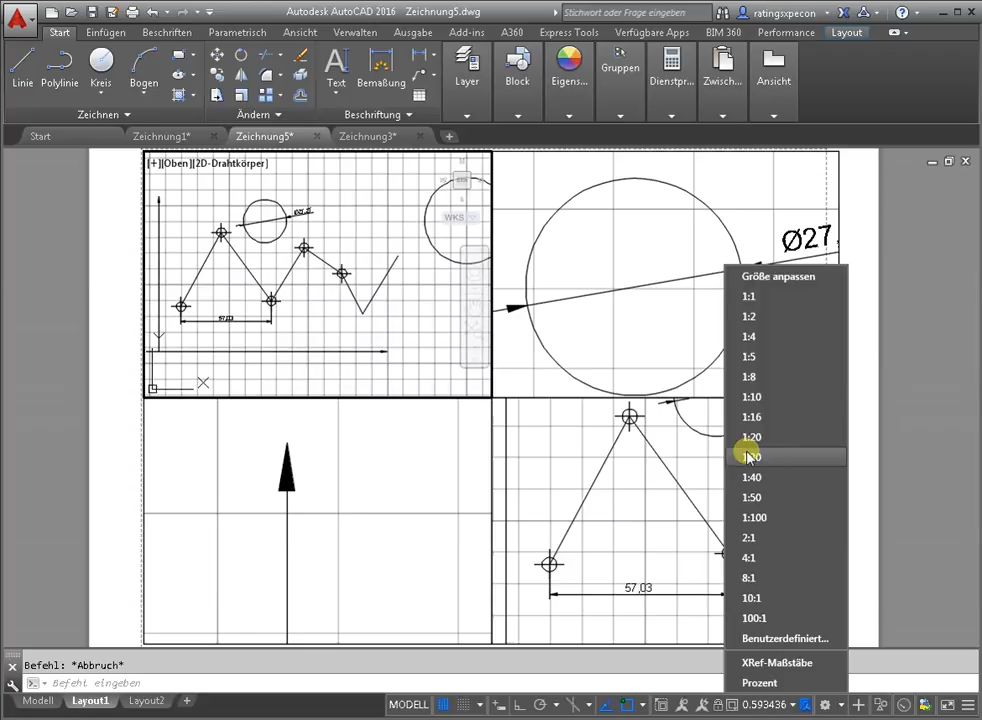 Autodesk AutoCAD 2016 Zeichnung5.dwg
Stichwort oder Frage eingeben
ratingsxpecon
Start Einfügen Beschriften Parametrisch Ansicht Verwalten Ausgabe Add-ins A360 Express Tools Verfügbare Apps BIM 360 Performance Layout
Linie Polylinie Kreis Bogen Text Bemaßung Layer Block Eigens... Gruppen Dienstpr... Zwisch... Ansicht
Zeichnen Ändern Beschriftung
Start Zeichnung1* Zeichnung5* Zeichnung3*
[+][Oben][2D-Drahtkörper]
WKS
Ø27
57,03
X
57,03
Größe anpassen
1:1
1:2
1:4
1:5
1:8
1:10
1:16
1:20
1:40
1:50
1:100
2:1
4:1
8:1
10:1
100:1
Benutzerdefiniert...
XRef-Maßstäbe
Prozent
Befehl: *Abbruch*
Befehl eingeben
Modell Layout1 Layout2 +
MODELL 0.593436